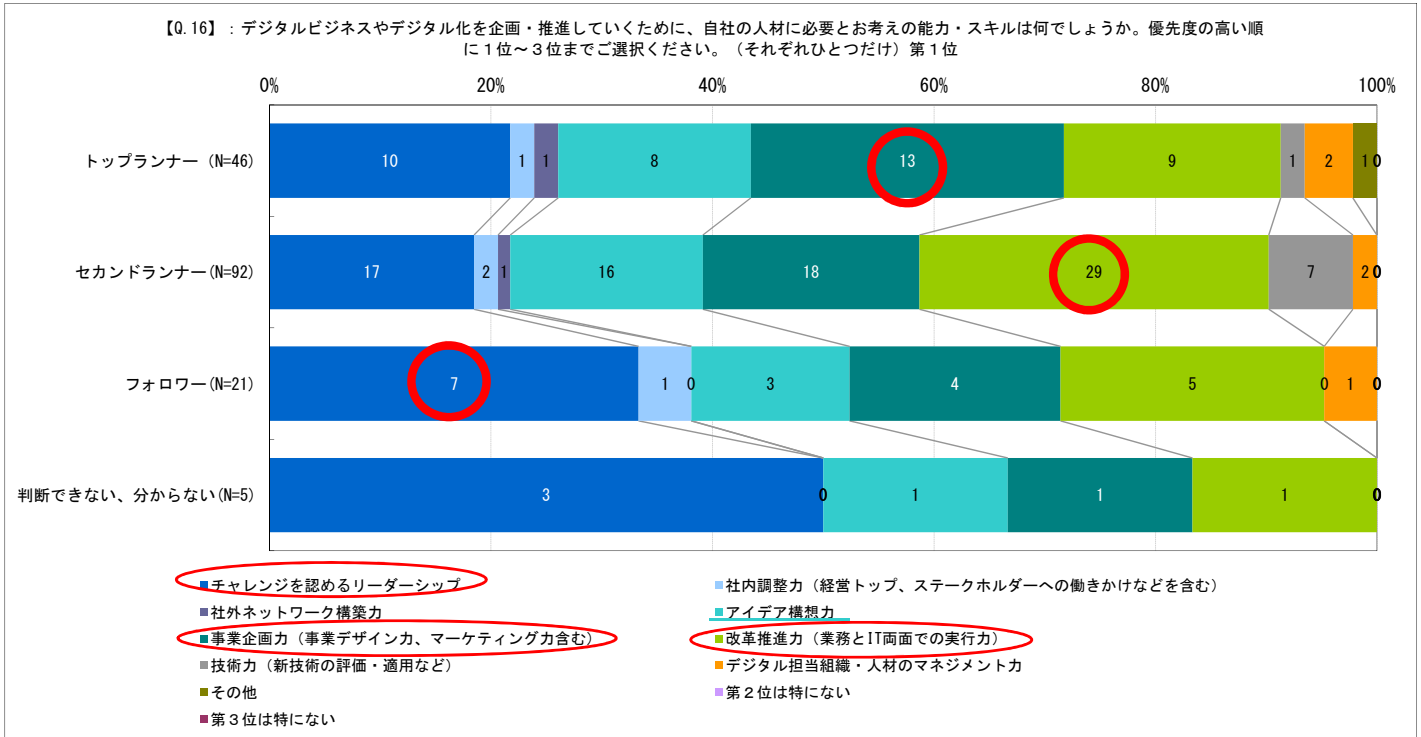 【Q.16】：デジタルビジネスやデジタル化を企画・推進していくために、自社の人材に必要とお考えの能力・スキルは何でしょうか。優先度の高い順
に１位～３位までご選択ください。（それぞれひとつだけ）第１位
0% 20% 40% 60% 80% 100%
トップランナー (N=46) 10 1 1 8 13 9 1 2 1 0
セカンドランナー(N=92) 17 2 1 16 18 29 7 2 0
フォロワー(N=21) 7 1 0 3 4 5 0 1 0
判断できない、分からない(N=5) 3 0 1 1 1 0
チャレンジを認めるリーダーシップ 社内調整力（経営トップ、ステークホルダーへの働きかけなどを含む）
社外ネットワーク構築力 アイデア構想力
事業企画力（事業デザイン力、マーケティング力含む） 改革推進力（業務とIT両面での実行力）
技術力（新技術の評価・適用など） デジタル担当組織・人材のマネジメント力
その他 第２位は特にない
第３位は特にない